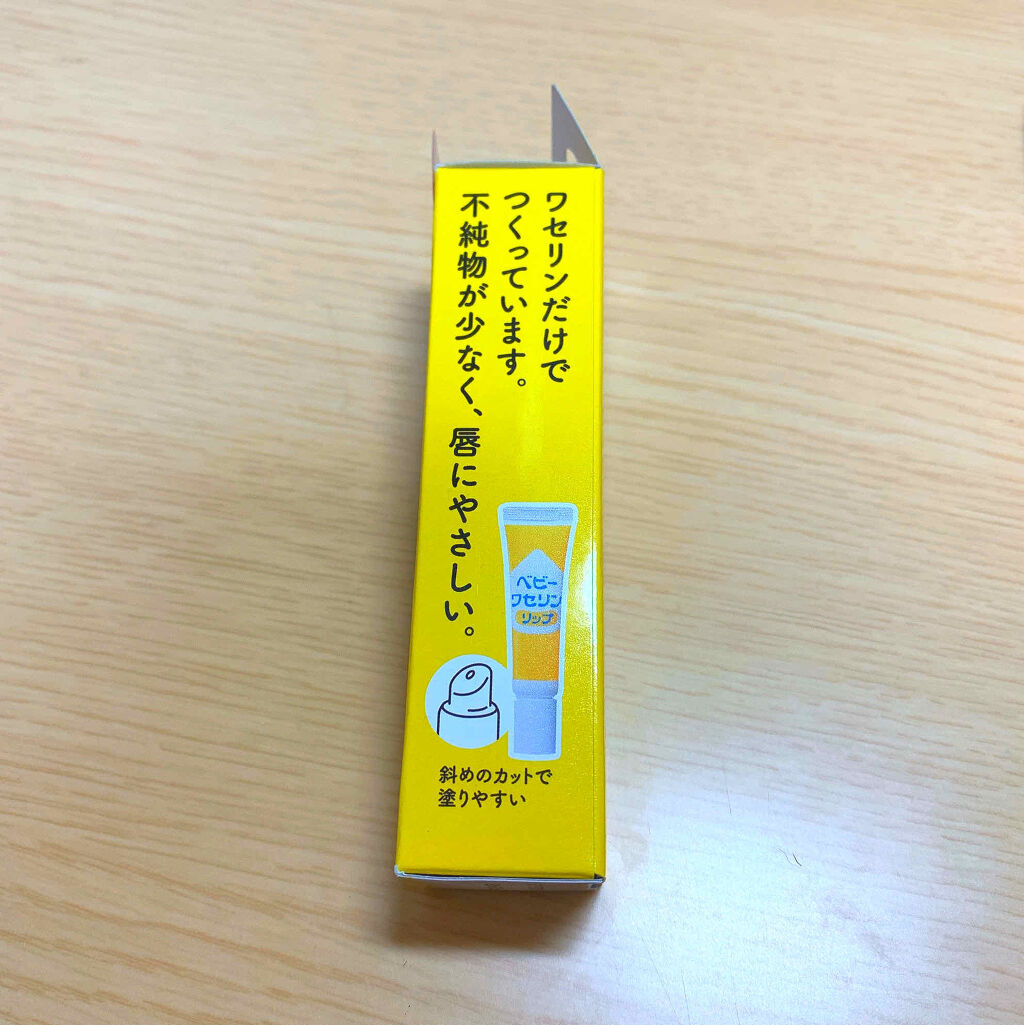 ワセリンだけで
つくっています。
不純物が少なく、唇にやさしい。
ベビー
ワセリン
リップ
斜めのカットで
塗りやすい